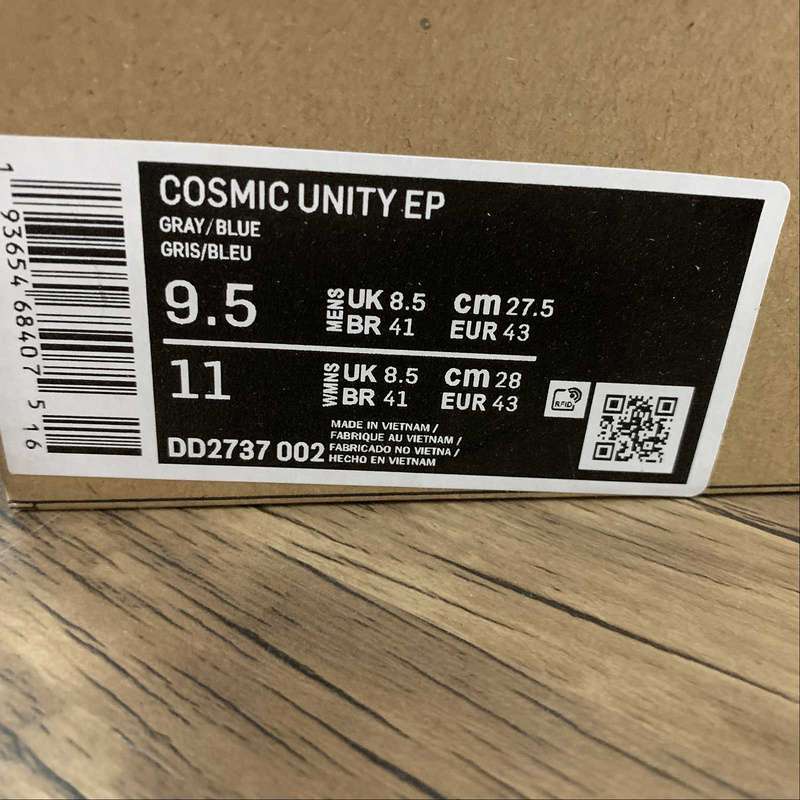 COSMIC UNITY EP
GRAY/BLUE
GRIS/BLEU
9.5 MENS UK 8.5 cm 27.5
BR 41 EUR 43
11 WMNS UK 8.5 cm 28
BR 41 EUR 43
RFID
DD2737 002
MADE IN VIETNAM /
FABRIQUE AU VIETNAM /
FABRICADO NO VIETNA /
HECHO EN VIETNAM
1 93654 68407 5 16